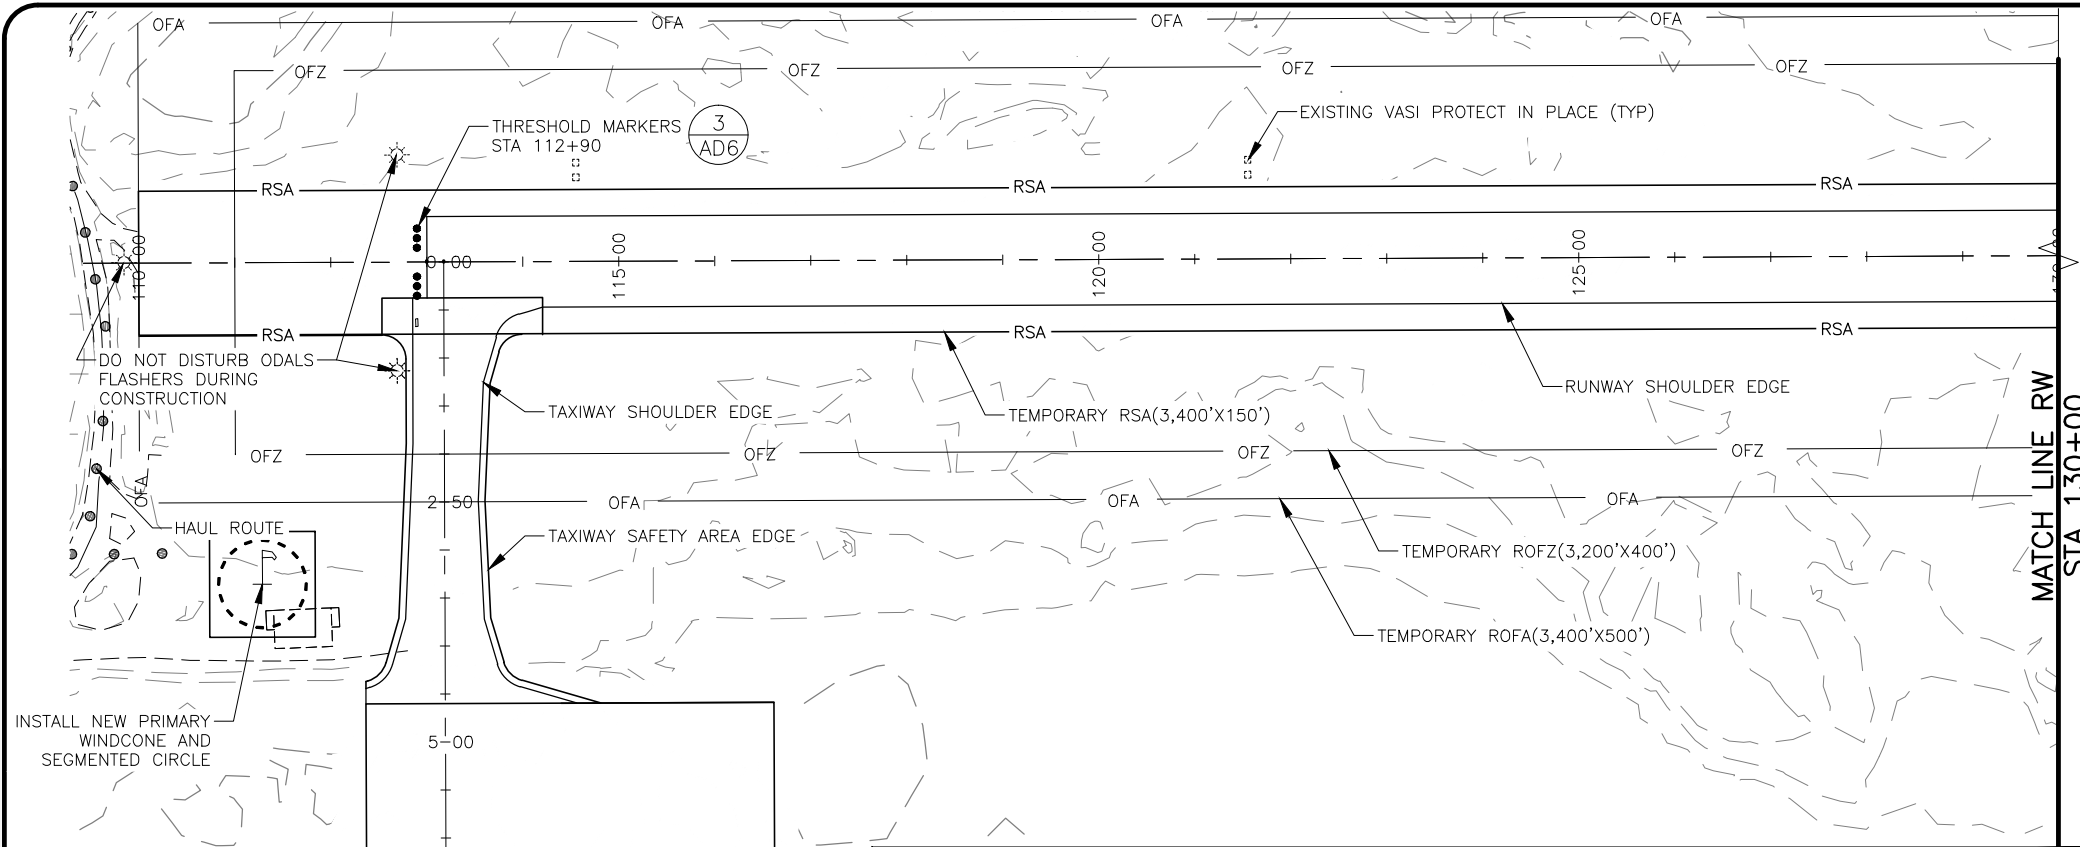 OFA OFA OFA OFA
OFZ OFZ OFZ OFZ
THRESHOLD MARKERS
STA 112+90
3
AD6
EXISTING VASI PROTECT IN PLACE (TYP)
RSA RSA RSA
110+00
0+00
115+00
120+00
125+00
RSA RSA RSA
DO NOT DISTURB ODALS
FLASHERS DURING
CONSTRUCTION
TAXIWAY SHOULDER EDGE
TEMPORARY RSA(3,400'X150')
RUNWAY SHOULDER EDGE
MATCH LINE RW
STA 130+00
OFZ OFZ OFZ OFZ
OFA
2+50
OFA OFA OFA
HAUL ROUTE
TAXIWAY SAFETY AREA EDGE
TEMPORARY ROFZ(3,200'X400')
TEMPORARY ROFA(3,400'X500')
INSTALL NEW PRIMARY
WINDCONE AND
SEGMENTED CIRCLE
5+00